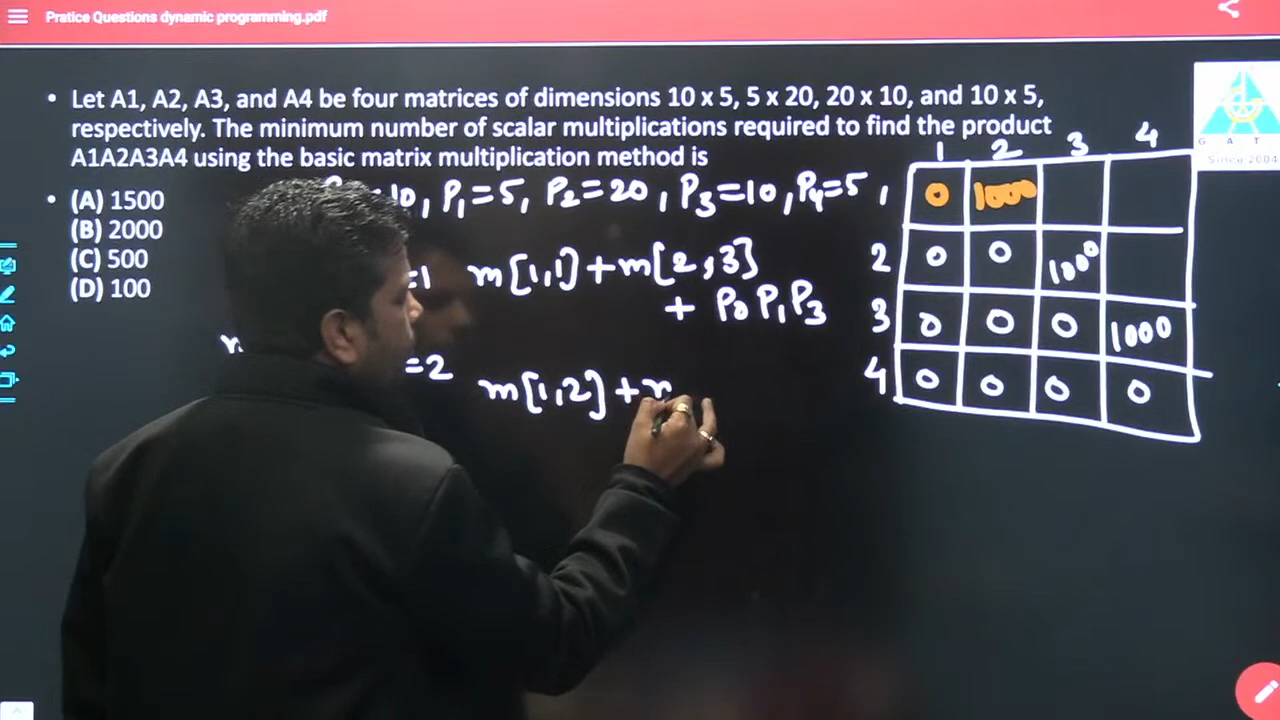 Pratice Questions dynamic programming.pdf
• Let A1, A2, A3, and A4 be four matrices of dimensions 10 x 5, 5 x 20, 20 x 10, and 10 x 5,
respectively. The minimum number of scalar multiplications required to find the product
A1A2A3A4 using the basic matrix multiplication method is
• (A) 1500
(B) 2000
(C) 500
(D) 100
=10, P1=5, P2=20, P3=10, P4=5
=1 m[1,1]+m[2,3]
+ P0P1P3
=2 m[1,2]+
1 2 3 4
1 0 1000
2 0 0 1000
3 0 0 0 1000
4 0 0 0 0
GAT
Since 2004